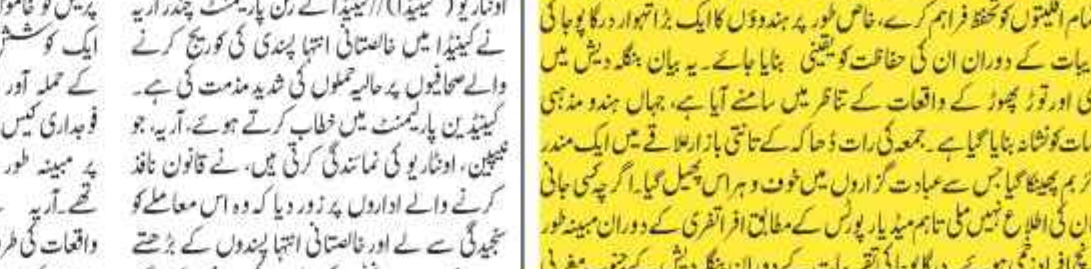 تمام اقلیتوں کو تحفظ فراہم کرے، خاص طور پر ہندوؤں کا ایک بڑا تہوار درگا پوجا کی
کے دوران ان کی حفاظت کو یقینی بنایا جائے۔ یہ بیان بنگلہ دیش میں
اور توڑ پھوڑ کے واقعات کے تناظر میں سامنے آیا ہے، جہاں ہندو مذہبی
کو نشانہ بنایا گیا ہے۔ جمعہ کی رات ڈھاکہ کے تانتی بازار علاقے میں ایک مندر
بم پھینکا گیا جس سے عبادت گزاروں میں خوف و ہراس پھیل گیا۔ اگرچہ کسی جانی
کی اطلاع نہیں ملی تاہم میڈیا رپورٹس کے مطابق افراتفری کے دوران مبینہ طور
اونٹاریو (کینیڈا)// کینیڈا کے رکن پارلیمنٹ چندر آریہ
نے کینیڈا میں خالصتانی انتہا پسندی کی کوریج کرنے
والے صحافیوں پر حالیہ حملوں کی شدید مذمت کی ہے۔
کینیڈین پارلیمنٹ میں خطاب کرتے ہوئے، آریہ، جو
نیپین، اونٹاریو کی نمائندگی کرتی ہیں، نے قانون نافذ
کرنے والے اداروں پر زور دیا کہ وہ اس معاملے کو
سنجیدگی سے لے اور خالصتانی انتہا پسندوں کے بڑھتے
پریس کو
ایک
کے حملہ آور
فوجداری کیس
پر مبینہ طور
تھے۔ آریہ
واقعات کی